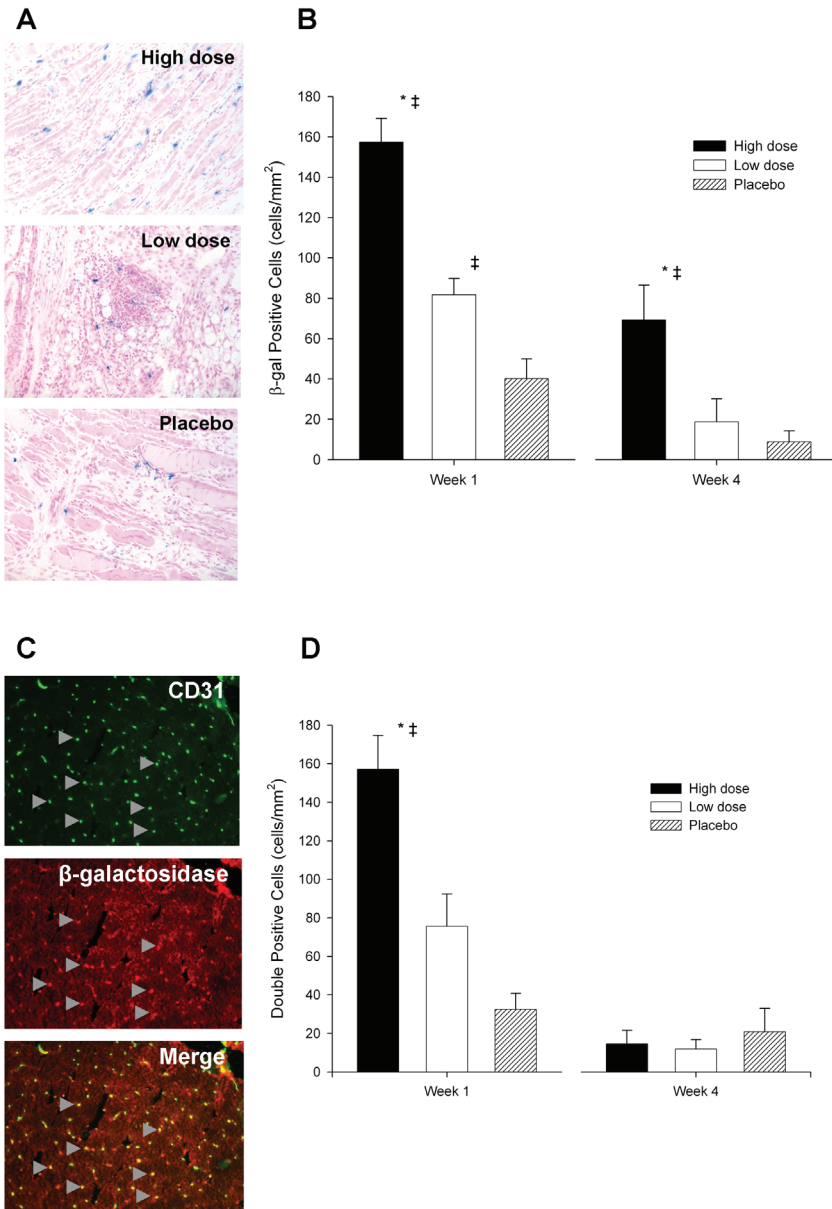 A
High dose
Low dose
Placebo
B
β-gal Positive Cells (cells/mm²)
180
160
140
120
100
80
60
40
20
0
* ‡
‡
* ‡
High dose
Low dose
Placebo
Week 1
Week 4
C
CD31
β-galactosidase
Merge
D
Double Positive Cells (cells/mm²)
180
160
140
120
100
80
60
40
20
0
* ‡
High dose
Low dose
Placebo
Week 1
Week 4